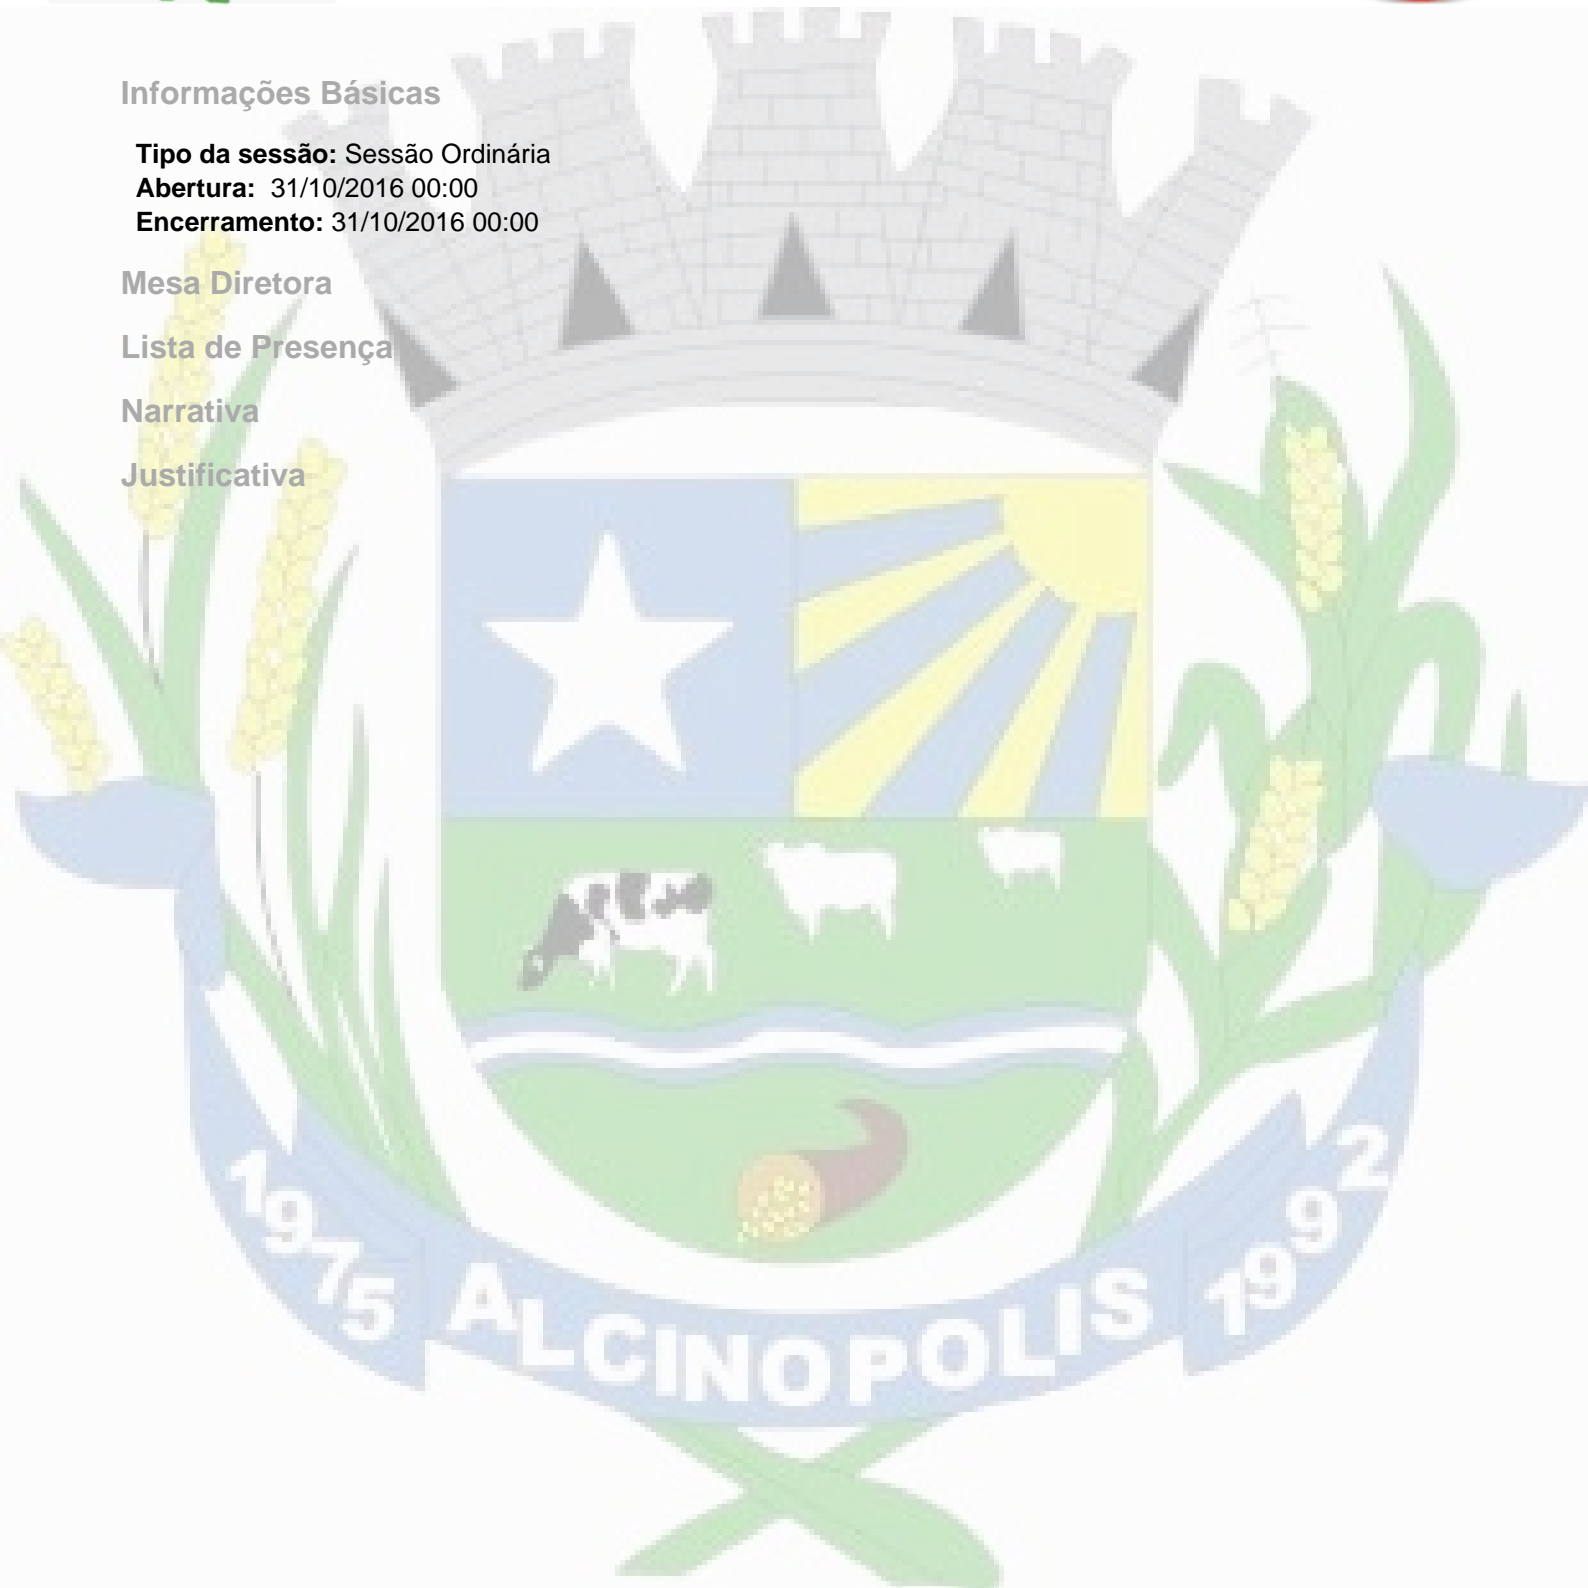 Informações Básicas
Tipo da sessão: Sessão Ordinária
Abertura: 31/10/2016 00:00
Encerramento: 31/10/2016 00:00
Mesa Diretora
Lista de Presença
Narrativa
Justificativa
1975 ALCINOPOLIS 1992